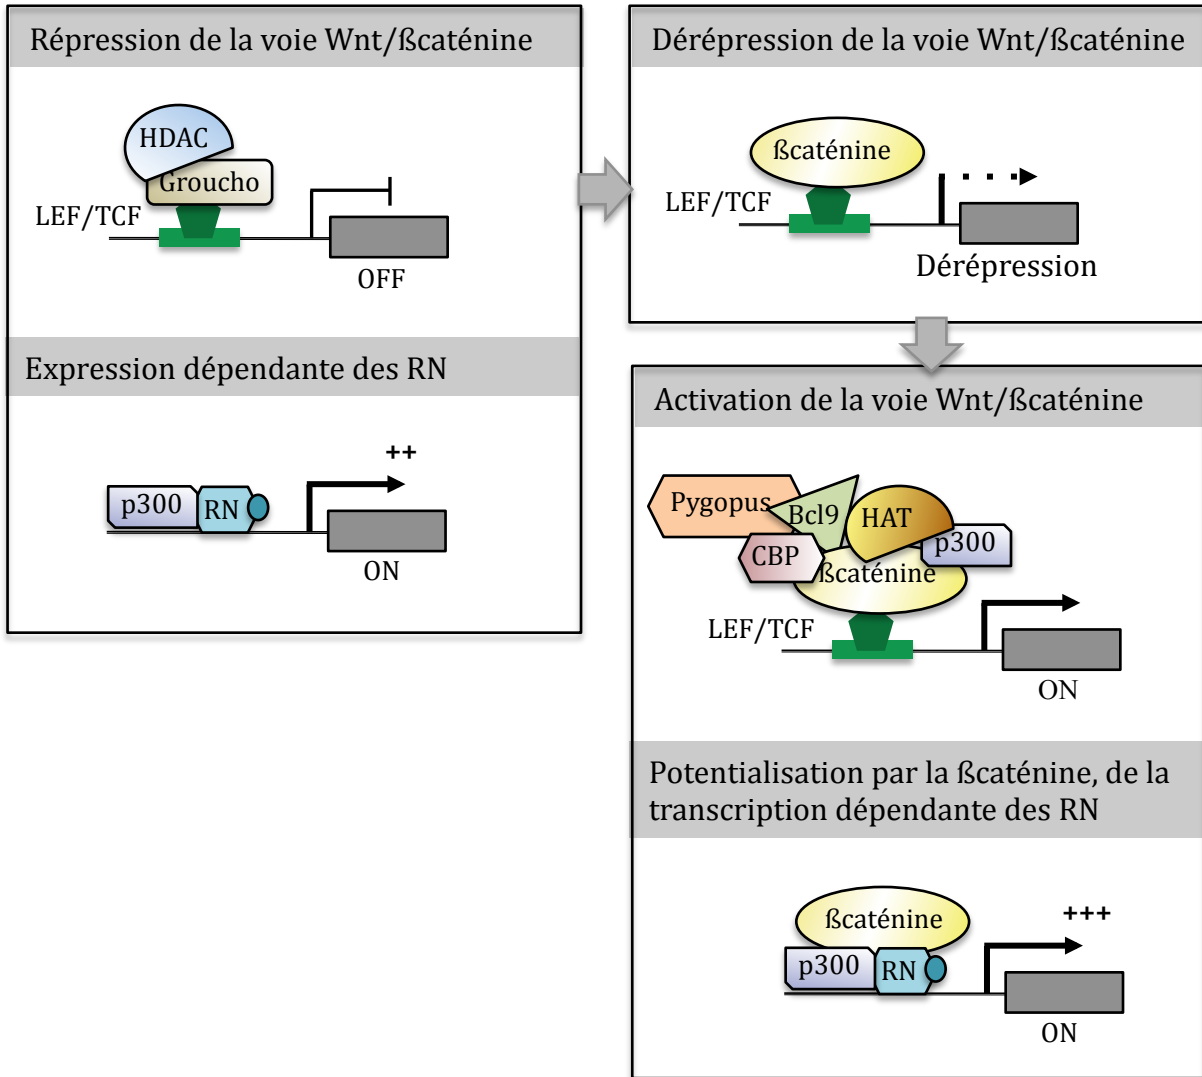 Répression de la voie Wnt/ßcaténine
HDAC
Groucho
LEF/TCF
OFF
Expression dépendante des RN
++
p300
RN
ON
Dérépression de la voie Wnt/ßcaténine
ßcaténine
LEF/TCF
Dérépression
Activation de la voie Wnt/ßcaténine
Pygopus
Bcl9
HAT
CBP
p300
ßcaténine
LEF/TCF
ON
Potentialisation par la ßcaténine, de la
transcription dépendante des RN
+++
ßcaténine
p300
RN
ON